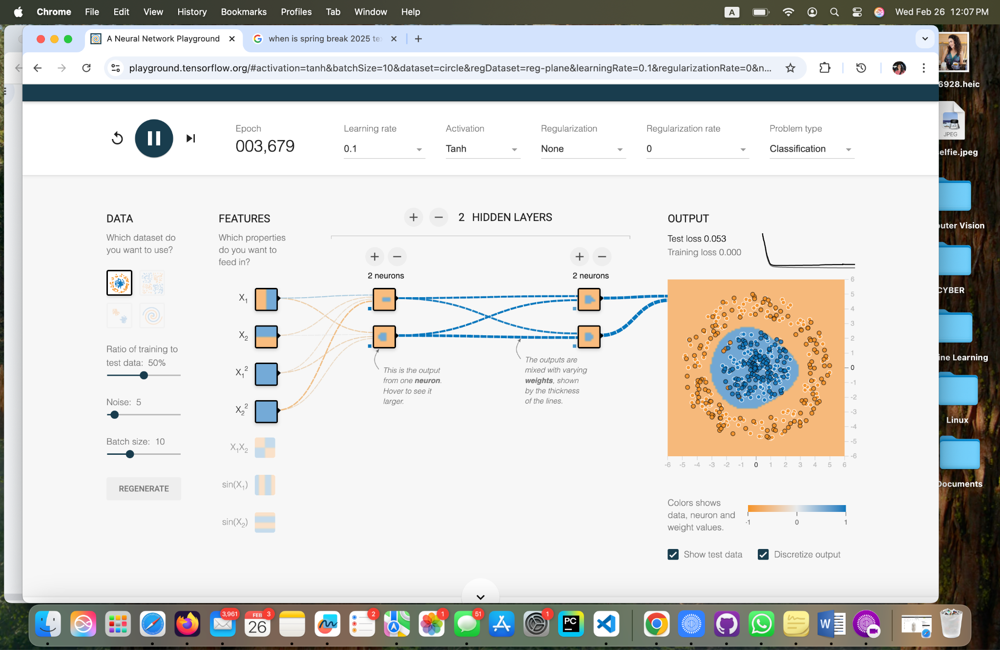 Chrome File Edit View History Bookmarks Profiles Tab Window Help A Wed Feb 26 12:07 PM
A Neural Network Playground
when is spring break 2025 te
playground.tensorflow.org/#activation=tanh&batchSize=10&dataset=circle&regDataset=reg-plane&learningRate=0.1&regularizationRate=0&n...
6928.heic
JPEG
elfie.jpeg
uter Vision
CYBER
ine Learning
Linux
Documents
Epoch
003,679
Learning rate
0.1
Activation
Tanh
Regularization
None
Regularization rate
0
Problem type
Classification
DATA
Which dataset do
you want to use?
Ratio of training to
test data: 50%
Noise: 5
Batch size: 10
REGENERATE
FEATURES
Which properties
do you want to
feed in?
X₁
X₂
X₁²
X₂²
X₁X₂
sin(X₁)
sin(X₂)
+ − 2 HIDDEN LAYERS
+ −
2 neurons
+ −
2 neurons
This is the output
from one neuron.
Hover to see it
larger.
The outputs are
mixed with varying
weights, shown
by the thickness
of the lines.
OUTPUT
Test loss 0.053
Training loss 0.000
6
5
4
3
2
1
0
-1
-2
-3
-4
-5
-6
-6 -5 -4 -3 -2 -1 0 1 2 3 4 5 6
Colors shows
data, neuron and
weight values.
-1 0 1
Show test data
Discretize output
3,961
FEB 3
26
2
1
51
1
PC
W